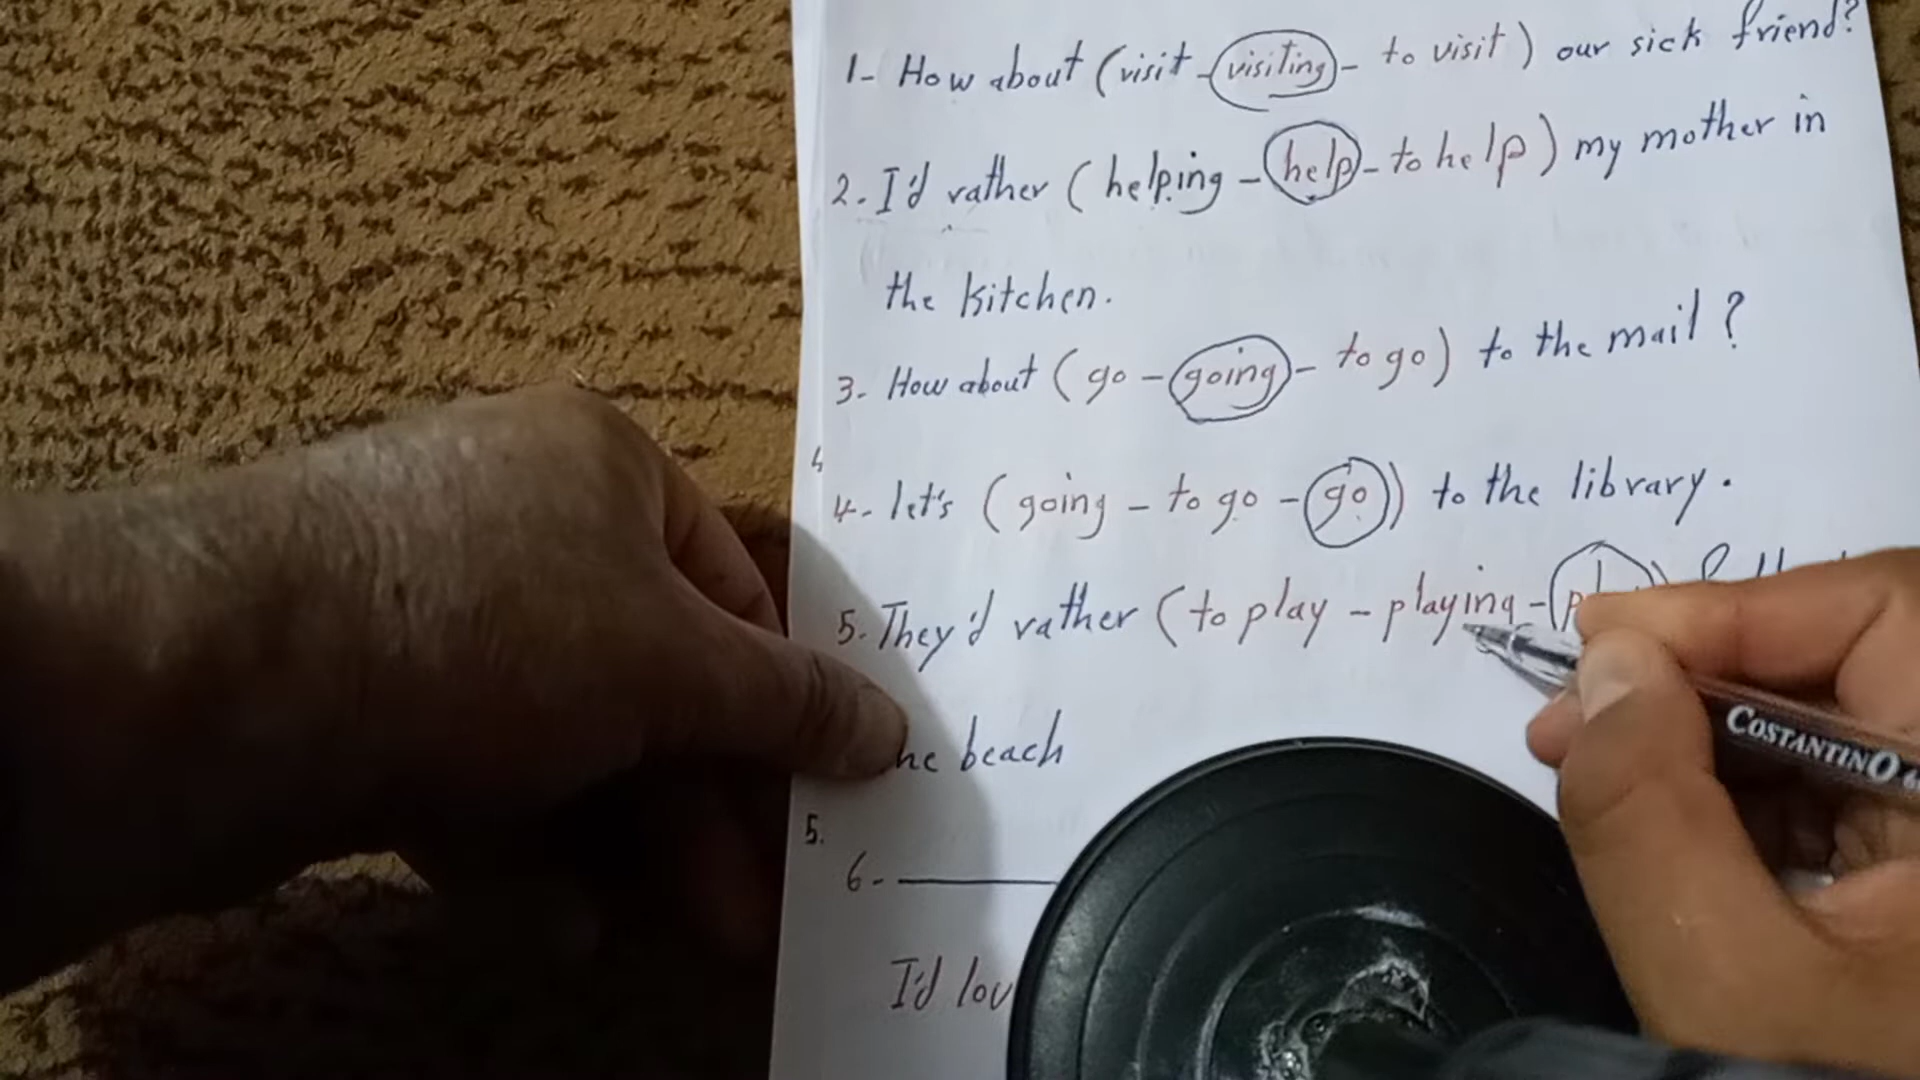 1- How about (visit - visiting - to visit) our sick friend?
2. I'd rather (helping - help - to help) my mother in
the kitchen.
3- How about (go - going - to go) to the mail?
4
4- let's (going - to go - go) to the library.
5. They'd rather (to play - playing -
beach
5.
6-
I'd
COSTANTINO